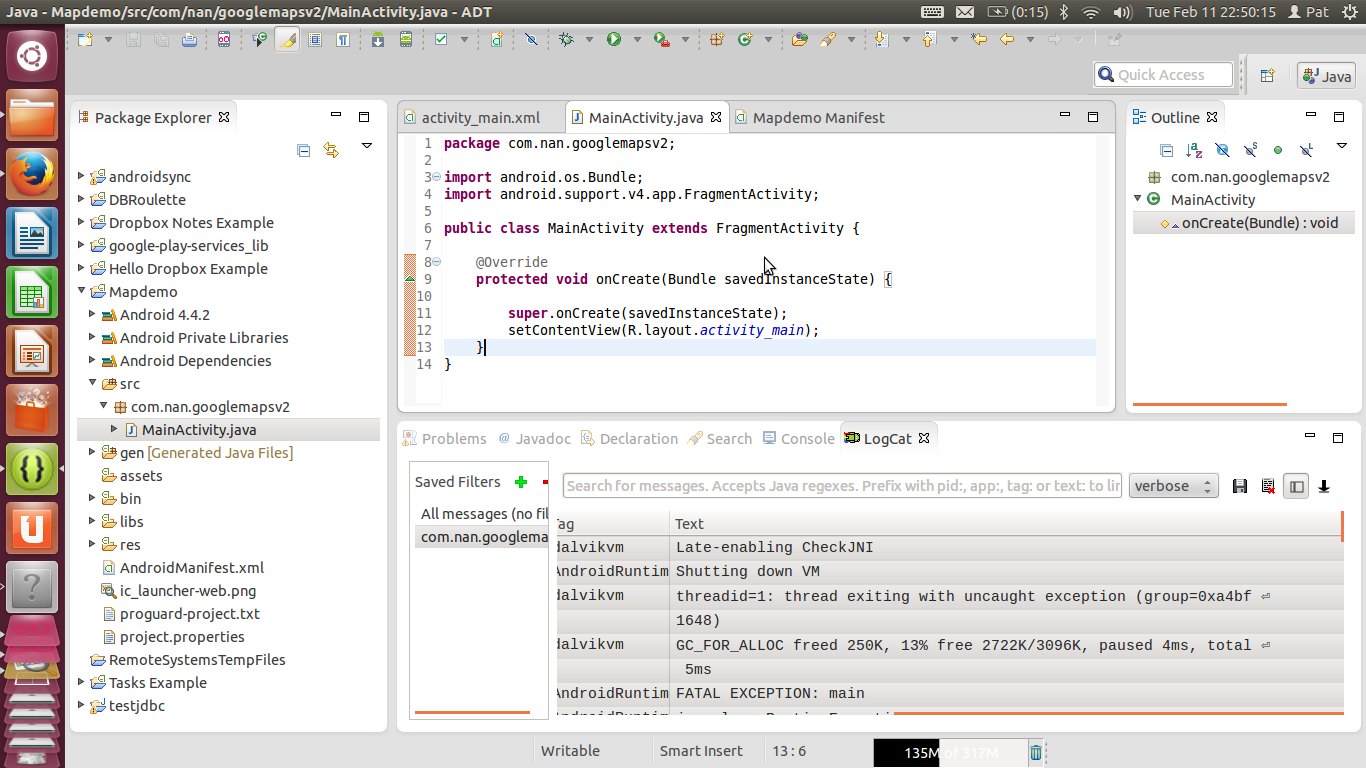 Java - Mapdemo/src/com/nan/googlemapsv2/MainActivity.java - ADT
(0:15)
Tue Feb 11 22:50:15
Pat
Quick Access
Java
Package Explorer
androidsync
DBRoulette
Dropbox Notes Example
google-play-services_lib
Hello Dropbox Example
Mapdemo
Android 4.4.2
Android Private Libraries
Android Dependencies
src
com.nan.googlemapsv2
MainActivity.java
gen [Generated Java Files]
assets
bin
libs
res
AndroidManifest.xml
ic_launcher-web.png
proguard-project.txt
project.properties
RemoteSystemsTempFiles
Tasks Example
testjdbc
activity_main.xml
MainActivity.java
Mapdemo Manifest
1 package com.nan.googlemapsv2;
2
3 import android.os.Bundle;
4 import android.support.v4.app.FragmentActivity;
5
6 public class MainActivity extends FragmentActivity {
7
8 @Override
9 protected void onCreate(Bundle savedInstanceState) {
10
11 super.onCreate(savedInstanceState);
12 setContentView(R.layout.activity_main);
13 }
14 }
Outline
com.nan.googlemapsv2
MainActivity
onCreate(Bundle) : void
Problems
@ Javadoc
Declaration
Search
Console
LogCat
Saved Filters
All messages (no fil
com.nan.googlema
Search for messages. Accepts Java regexes. Prefix with pid:, app:, tag: or text: to lir
verbose
Tag Text
dalvikvm Late-enabling CheckJNI
AndroidRuntim Shutting down VM
dalvikvm threadid=1: thread exiting with uncaught exception (group=0xa4bf
1648)
dalvikvm GC_FOR_ALLOC freed 250K, 13% free 2722K/3096K, paused 4ms, total
5ms
AndroidRuntim FATAL EXCEPTION: main
Writable
Smart Insert
13 : 6
135M of 317M